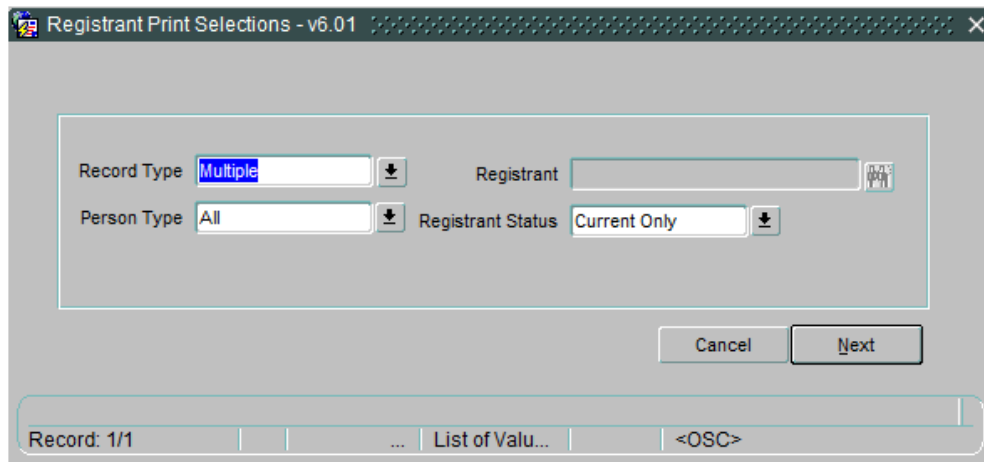 Registrant Print Selections - v6.01
Record Type Multiple Registrant
Person Type All Registrant Status Current Only
Cancel Next
Record: 1/1 ... List of Valu... <OSC>